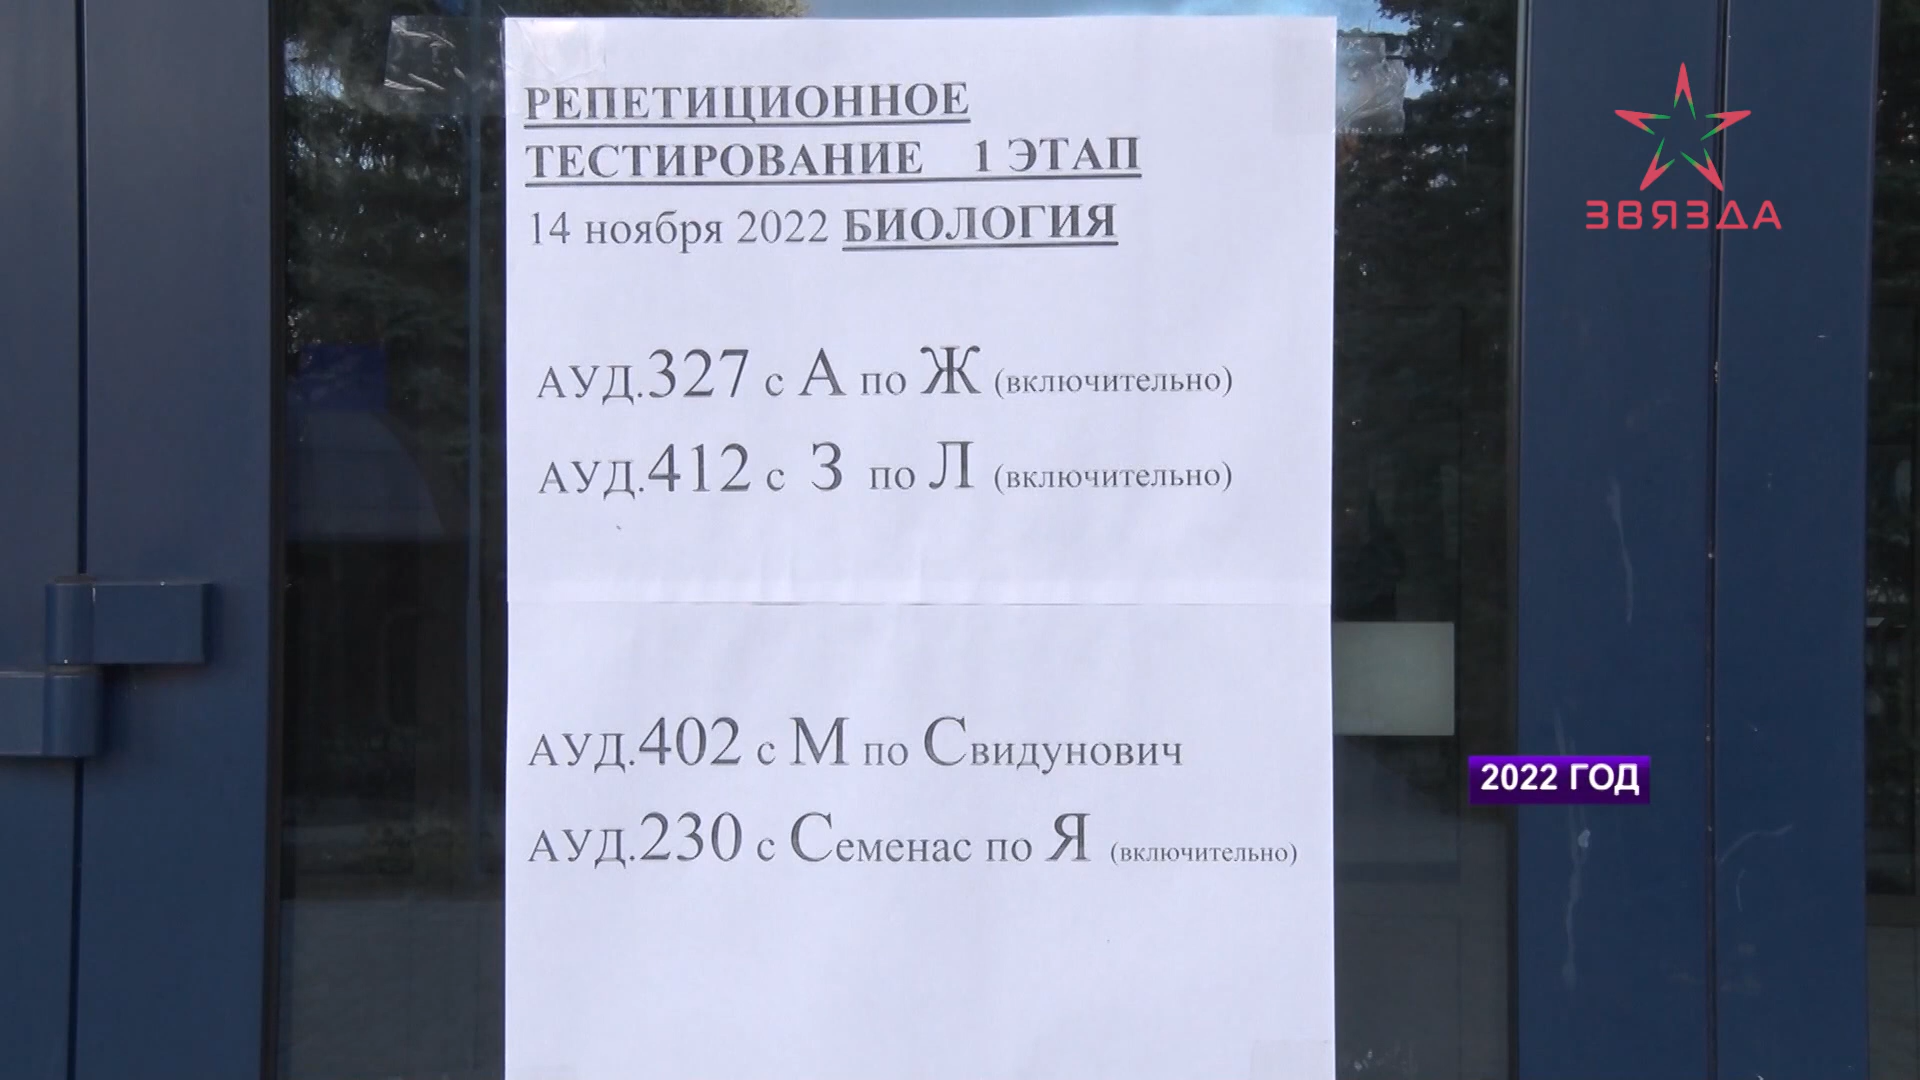 РЕПЕТИЦИОННОЕ
ТЕСТИРОВАНИЕ 1 ЭТАП
14 ноября 2022 БИОЛОГИЯ
ЗВЯЗДА
АУД.327 с А по Ж (включительно)
АУД.412 с З по Л (включительно)
АУД.402 с М по Свидунович
2022 ГОД
АУД.230 с Семенас по Я (включительно)